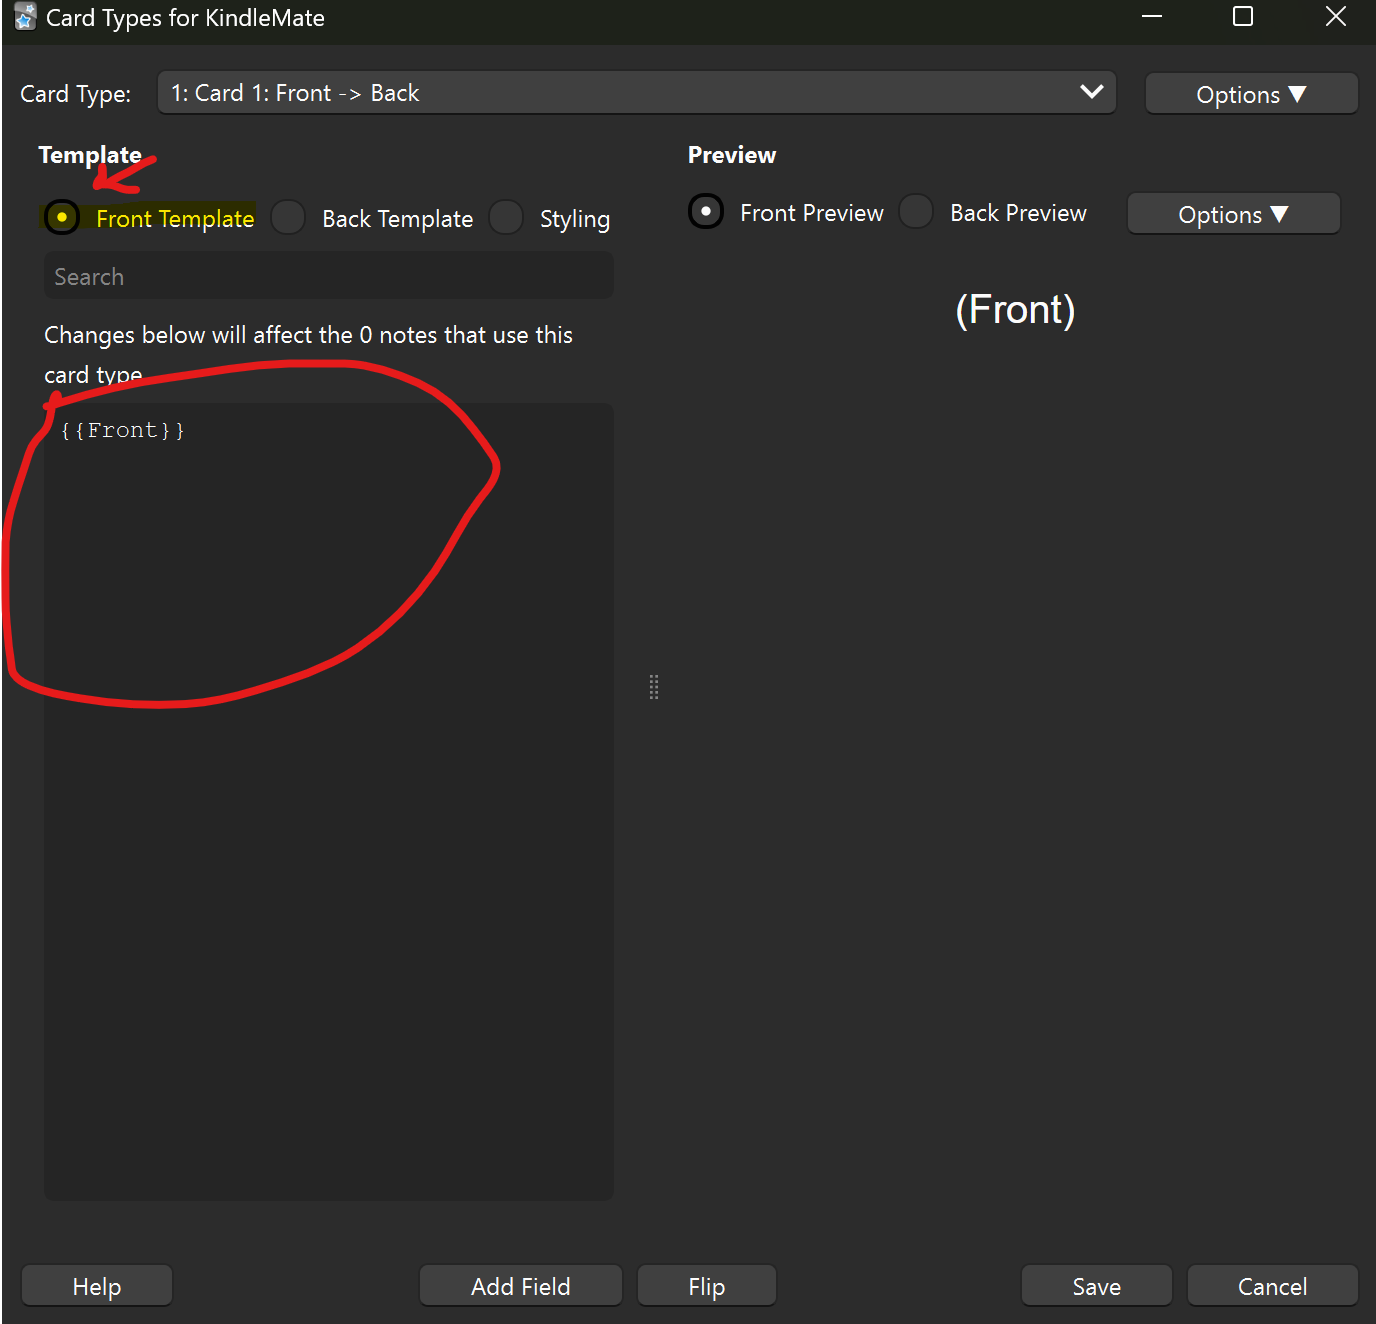 Card Types for KindleMate
Card Type: 1: Card 1: Front -> Back Options ▼
Template Preview
Front Template Back Template Styling Front Preview Back Preview Options ▼
Search
(Front)
Changes below will affect the 0 notes that use this
card type
{{Front}}
Help Add Field Flip Save Cancel